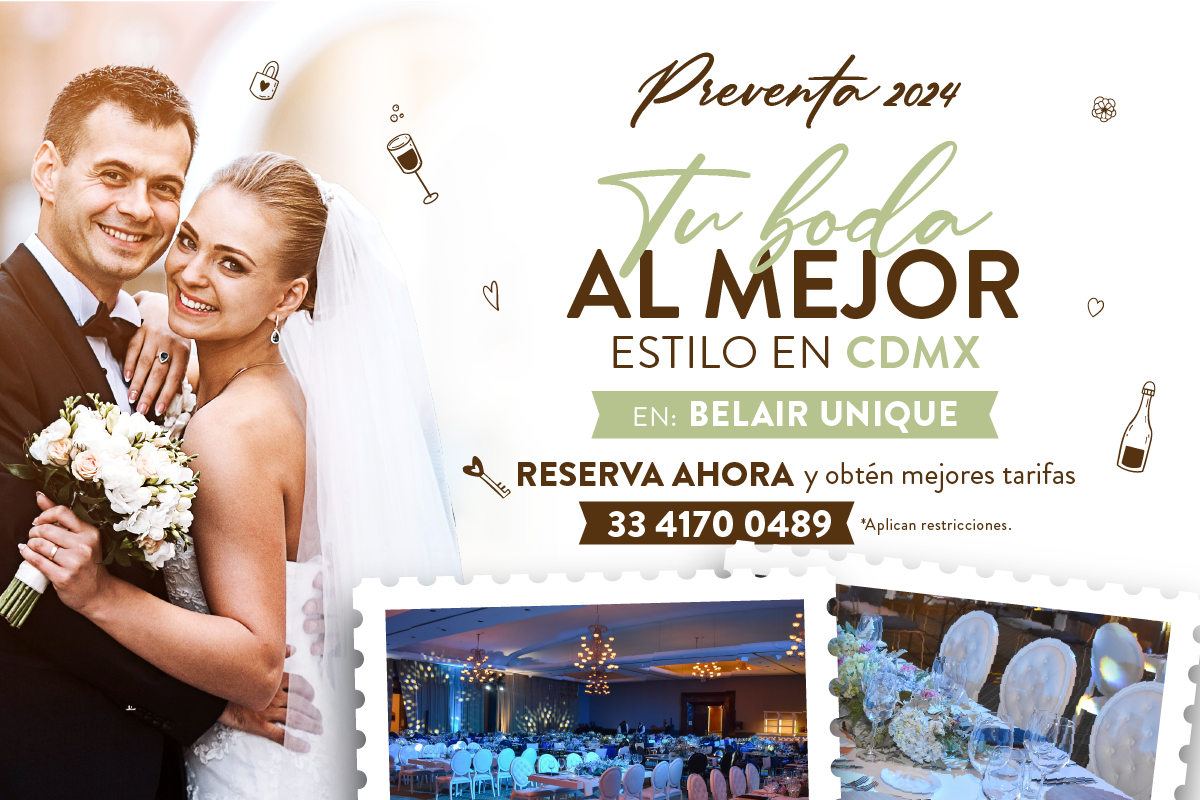 Preventa 2024
Tu boda
AL MEJOR
ESTILO EN CDMX
EN: BELAIR UNIQUE
RESERVA AHORA y obtén mejores tarifas
33 4170 0489 *Aplican restricciones.